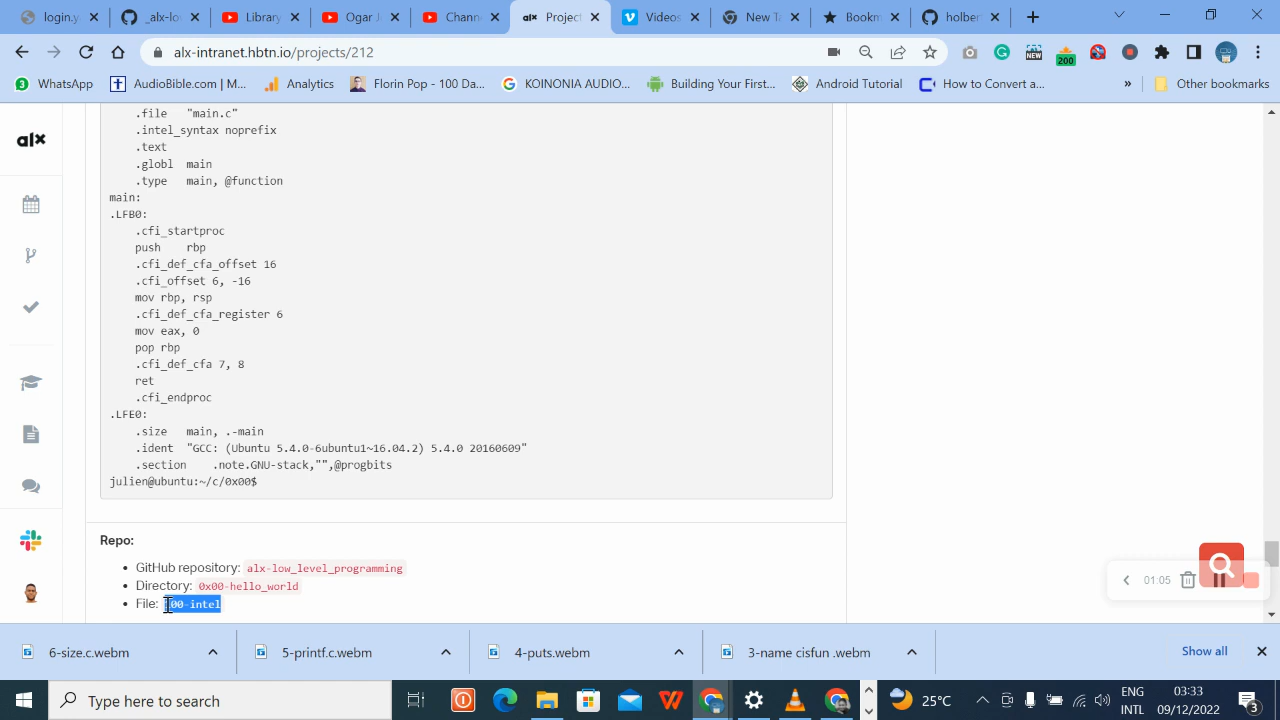 login.y
_alx-lo
Library
Ogar J
Chann
alx Project
Videos
New Ta
Bookm
holber
alx-intranet.hbtn.io/projects/212
NEW
200
WhatsApp
AudioBible.com | M...
Analytics
Florin Pop - 100 Da...
KOINONIA AUDIO...
Building Your First...
Android Tutorial
How to Convert a...
»
Other bookmarks
alx
.file "main.c"
.intel_syntax noprefix
.text
.globl main
.type main, @function
main:
.LFB0:
.cfi_startproc
push rbp
.cfi_def_cfa_offset 16
.cfi_offset 6, -16
mov rbp, rsp
.cfi_def_cfa_register 6
mov eax, 0
pop rbp
.cfi_def_cfa 7, 8
ret
.cfi_endproc
.LFE0:
.size main, .-main
.ident "GCC: (Ubuntu 5.4.0-6ubuntu1~16.04.2) 5.4.0 20160609"
.section .note.GNU-stack,"",@progbits
julien@ubuntu:~/c/0x00$
Repo:
• GitHub repository: alx-low_level_programming
• Directory: 0x00-hello_world
• File: 100-intel
01:05
6-size.c.webm
5-printf.c.webm
4-puts.webm
3-name cisfun .webm
Show all
Type here to search
25°C
ENG
INTL
03:33
09/12/2022
3